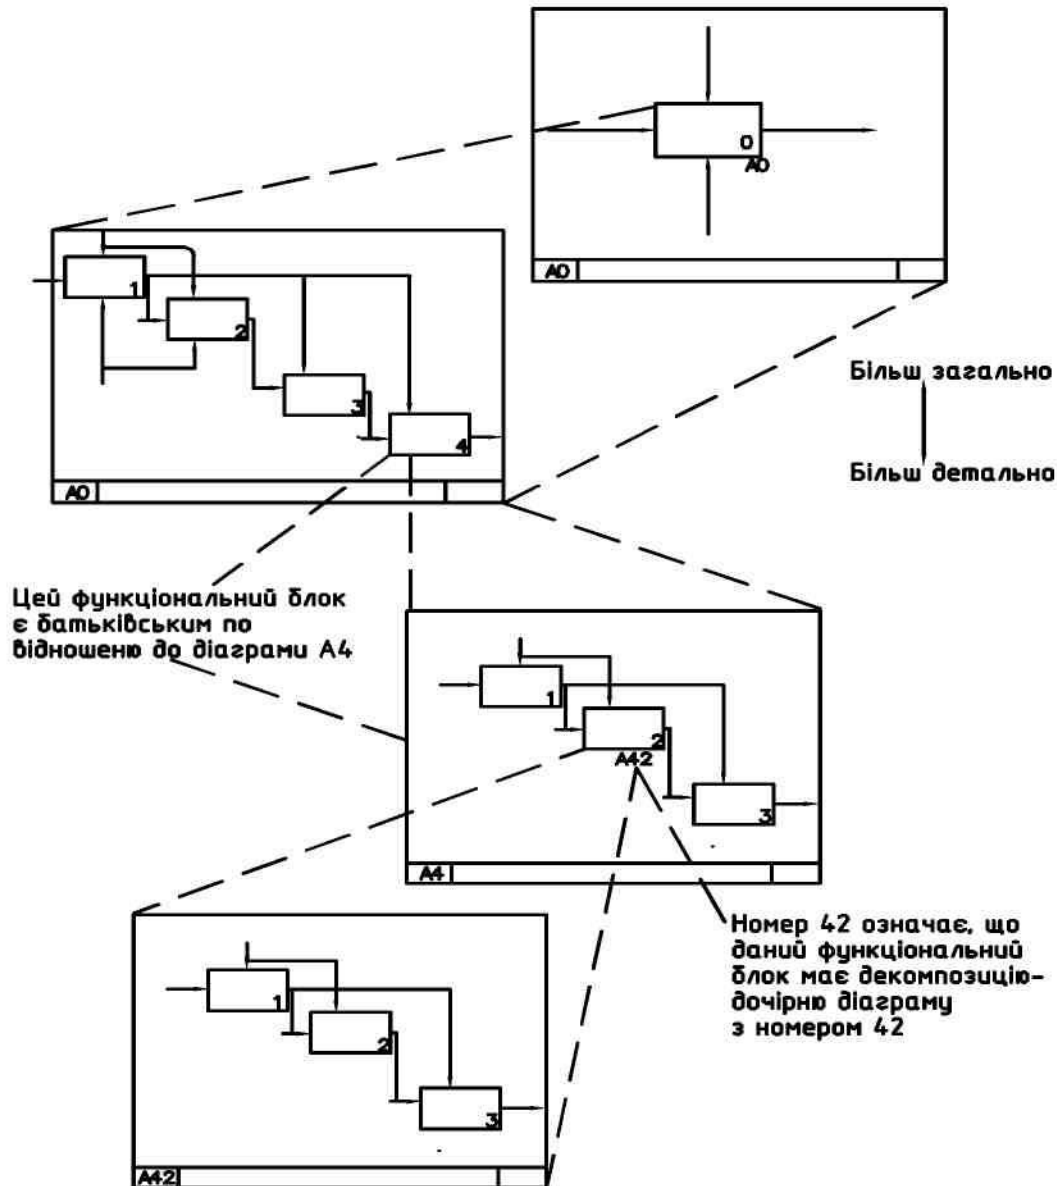 0
A0
A0
1
2
3
4
A0
Більш загально
Більш детально
Цей функціональний блок
є батьківським по
відношеню до діаграми A4
1
2
A42
3
A4
Номер 42 означає, що
даний функціональний
блок має декомпозицію-
дочірню діаграму
з номером 42
1
2
3
A42